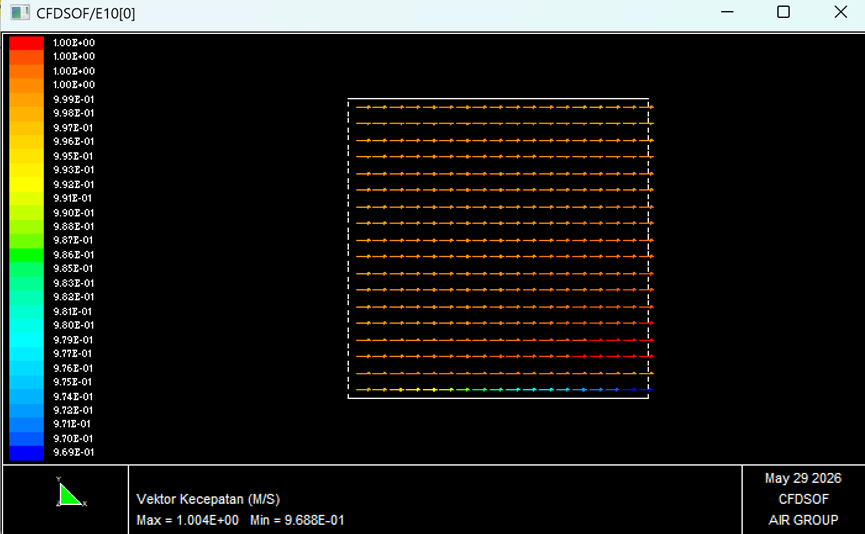 CFDSOF/E10[0]
1.00E+00
1.00E+00
1.00E+00
1.00E+00
9.99E-01
9.98E-01
9.97E-01
9.96E-01
9.95E-01
9.93E-01
9.92E-01
9.91E-01
9.90E-01
9.88E-01
9.87E-01
9.86E-01
9.85E-01
9.83E-01
9.82E-01
9.81E-01
9.80E-01
9.79E-01
9.77E-01
9.76E-01
9.75E-01
9.74E-01
9.72E-01
9.71E-01
9.70E-01
9.69E-01
Y
Z X
Vektor Kecepatan (M/S)
Max = 1.004E+00 Min = 9.688E-01
May 29 2026
CFDSOF
AIR GROUP